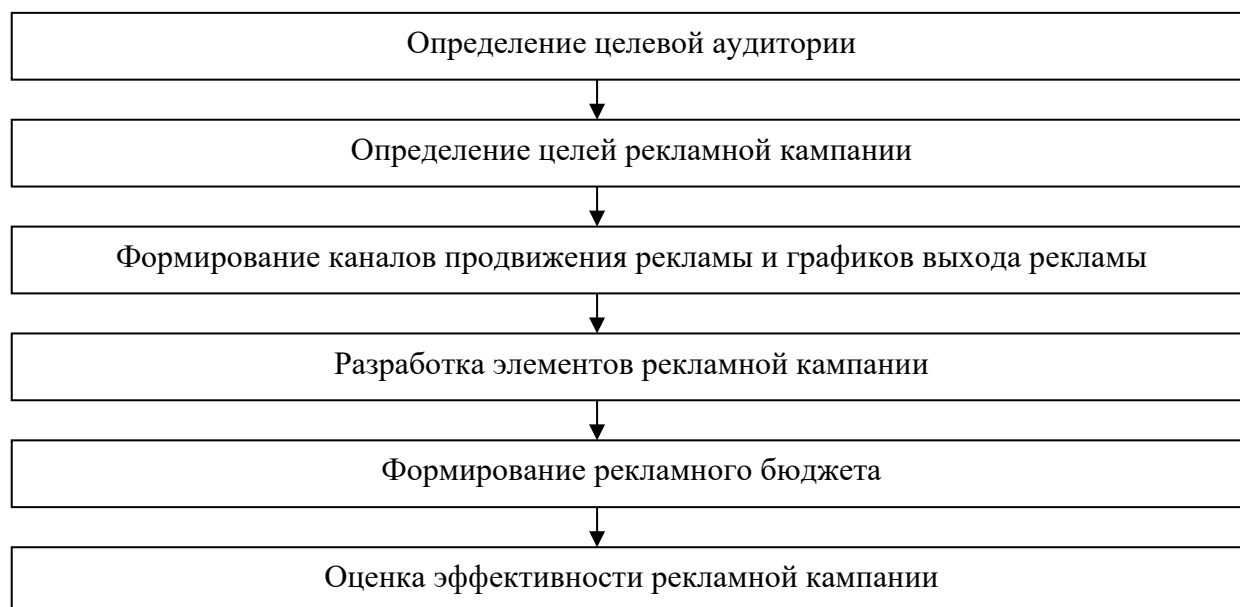 Определение целевой аудитории
Определение целей рекламной кампании
Формирование каналов продвижения рекламы и графиков выхода рекламы
Разработка элементов рекламной кампании
Формирование рекламного бюджета
Оценка эффективности рекламной кампании